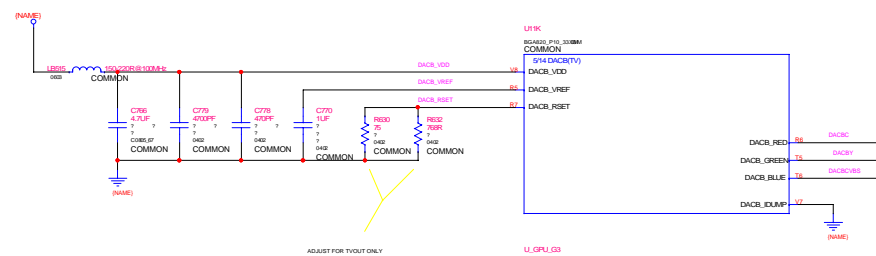 (NAME)
U11K
BGA820_P10_33X33MM
COMMON
LB515 150-220R@100MHz
0603 COMMON
DACB_VDD
5/14 DACB(TV)
V8 DACB_VDD
DACB_VREF
R5 DACB_VREF
DACB_RSET
R7 DACB_RSET
C766
4.7UF
?
?
?
C0805_67
COMMON
C779
4700PF
?
?
?
0402
COMMON
C778
470PF
?
?
?
0402
COMMON
C770
1UF
?
?
0402
COMMON
R630
75
?
0402
COMMON
R632
768R
?
0402
COMMON
DACB_RED R6 DACBC
DACB_GREEN T5 DACBY
DACB_BLUE T6 DACBCVBS
DACB_IDUMP V7
(NAME)
(NAME)
ADJUST FOR TVOUT ONLY
U_GPU_G3